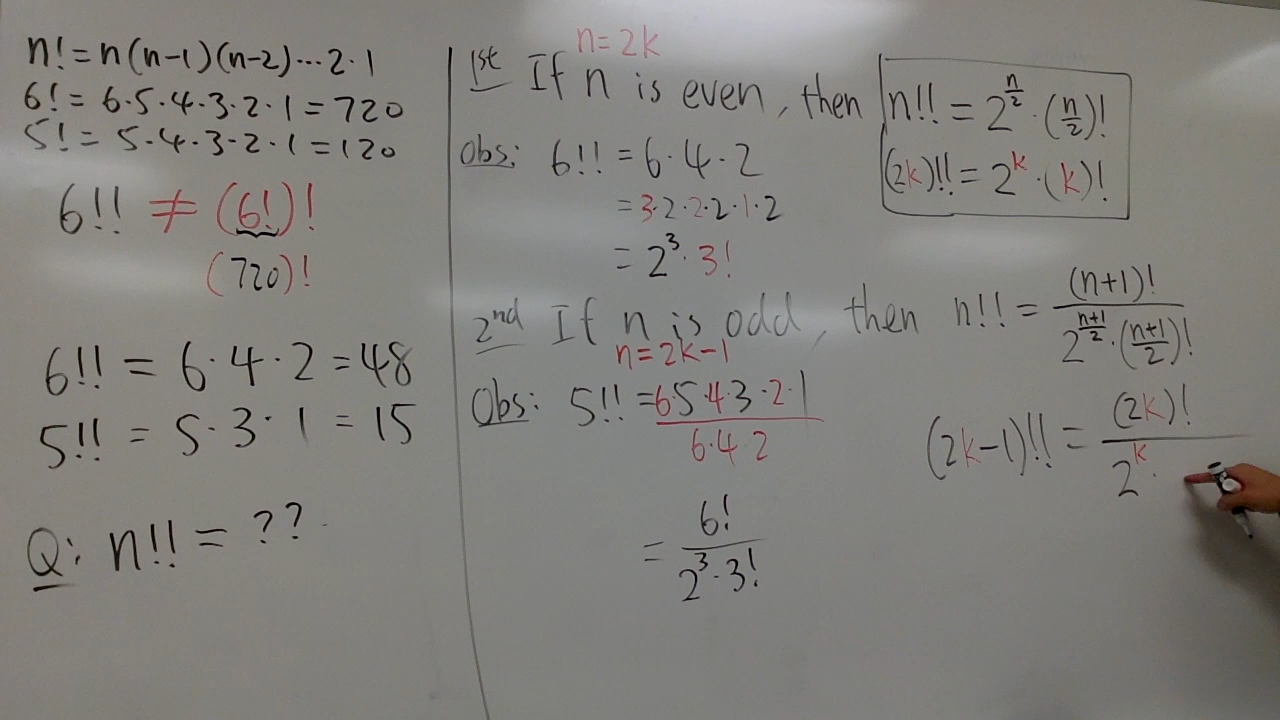 n! = n(n-1)(n-2)...2·1
6! = 6·5·4·3·2·1 = 720
5! = 5·4·3·2·1 = 120
6!! ≠ (6!)!
(720)!
6!! = 6·4·2 = 48
5!! = 5·3·1 = 15
Q: n!! = ??
n=2k
1st If n is even, then n!! = 2^(n/2) · (n/2)!
(2k)!! = 2^k · (k)!
Obs: 6!! = 6·4·2
= 3·2·2·2·1·2
= 2^3 · 3!
2nd If n is odd, then n!! = (n+1)! / (2^((n+1)/2) · ((n+1)/2)!)
n=2k-1
Obs: 5!! = 6·5·4·3·2·1 / 6·4·2
= 6! / (2^3 · 3!)
(2k-1)!! = (2k)! / 2^k ·